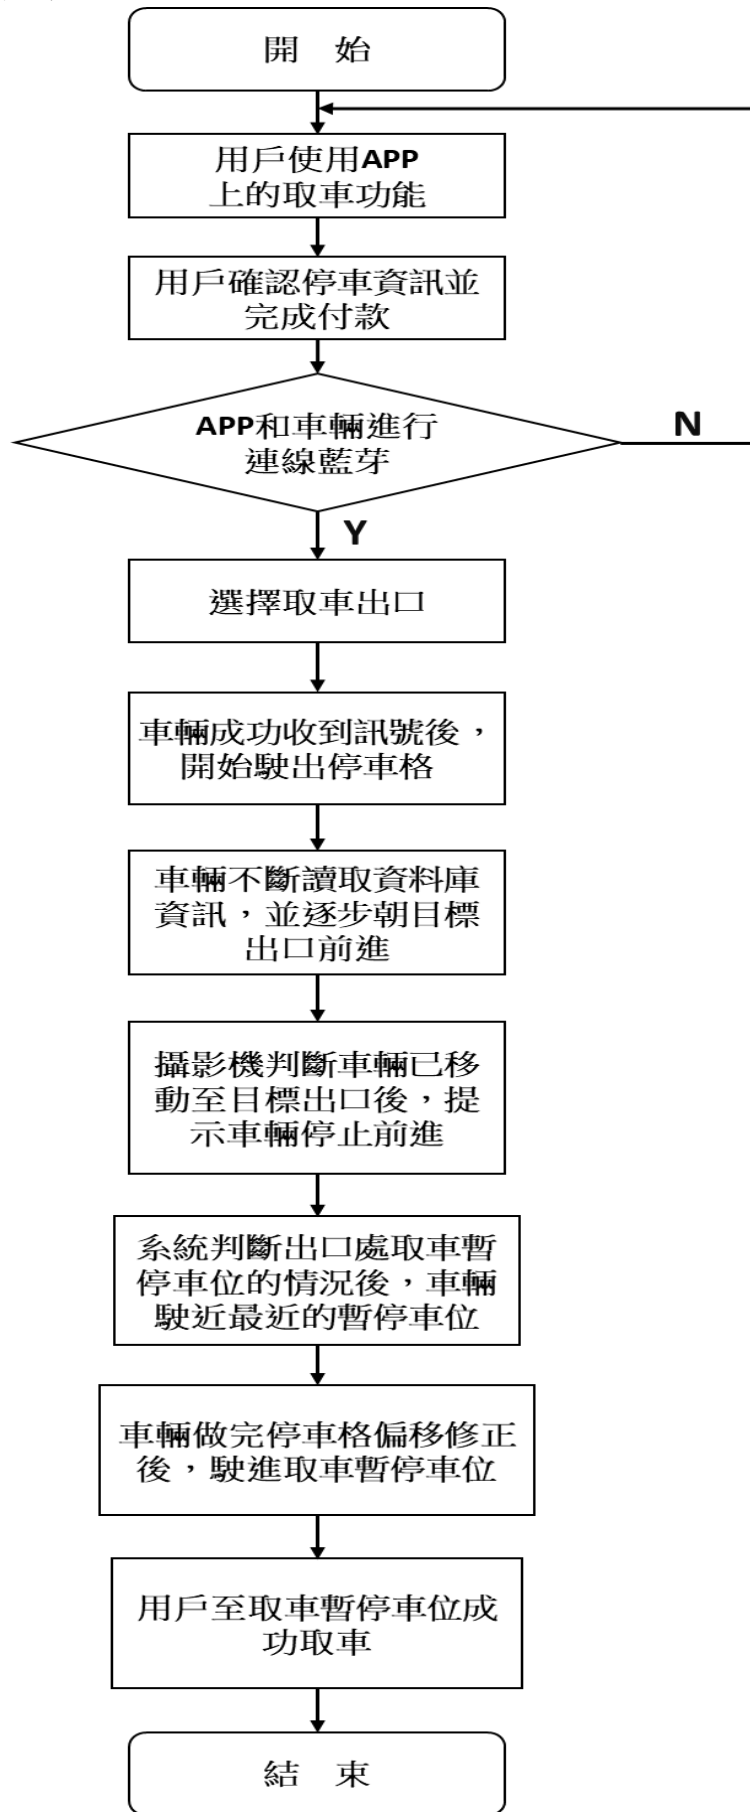 開 始
用戶使用APP
上的取車功能
用戶確認停車資訊並
完成付款
APP和車輛進行
連線藍芽
N
Y
選擇取車出口
車輛成功收到訊號後，
開始駛出停車格
車輛不斷讀取資料庫
資訊，並逐步朝目標
出口前進
攝影機判斷車輛已移
動至目標出口後，提
示車輛停止前進
系統判斷出口處取車暫
停車位的情況後，車輛
駛近最近的暫停車位
車輛做完停車格偏移修正
後，駛進取車暫停車位
用戶至取車暫停車位成
功取車
結 束